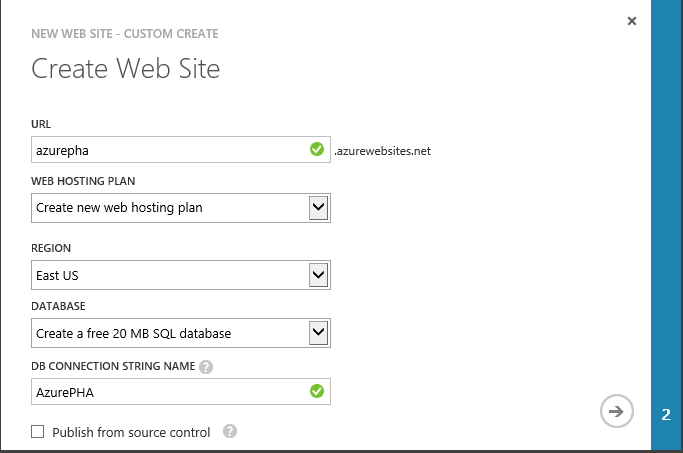 NEW WEB SITE - CUSTOM CREATE
Create Web Site
URL
azurepha .azurewebsites.net
WEB HOSTING PLAN
Create new web hosting plan
REGION
East US
DATABASE
Create a free 20 MB SQL database
DB CONNECTION STRING NAME ?
AzurePHA
Publish from source control ?
2